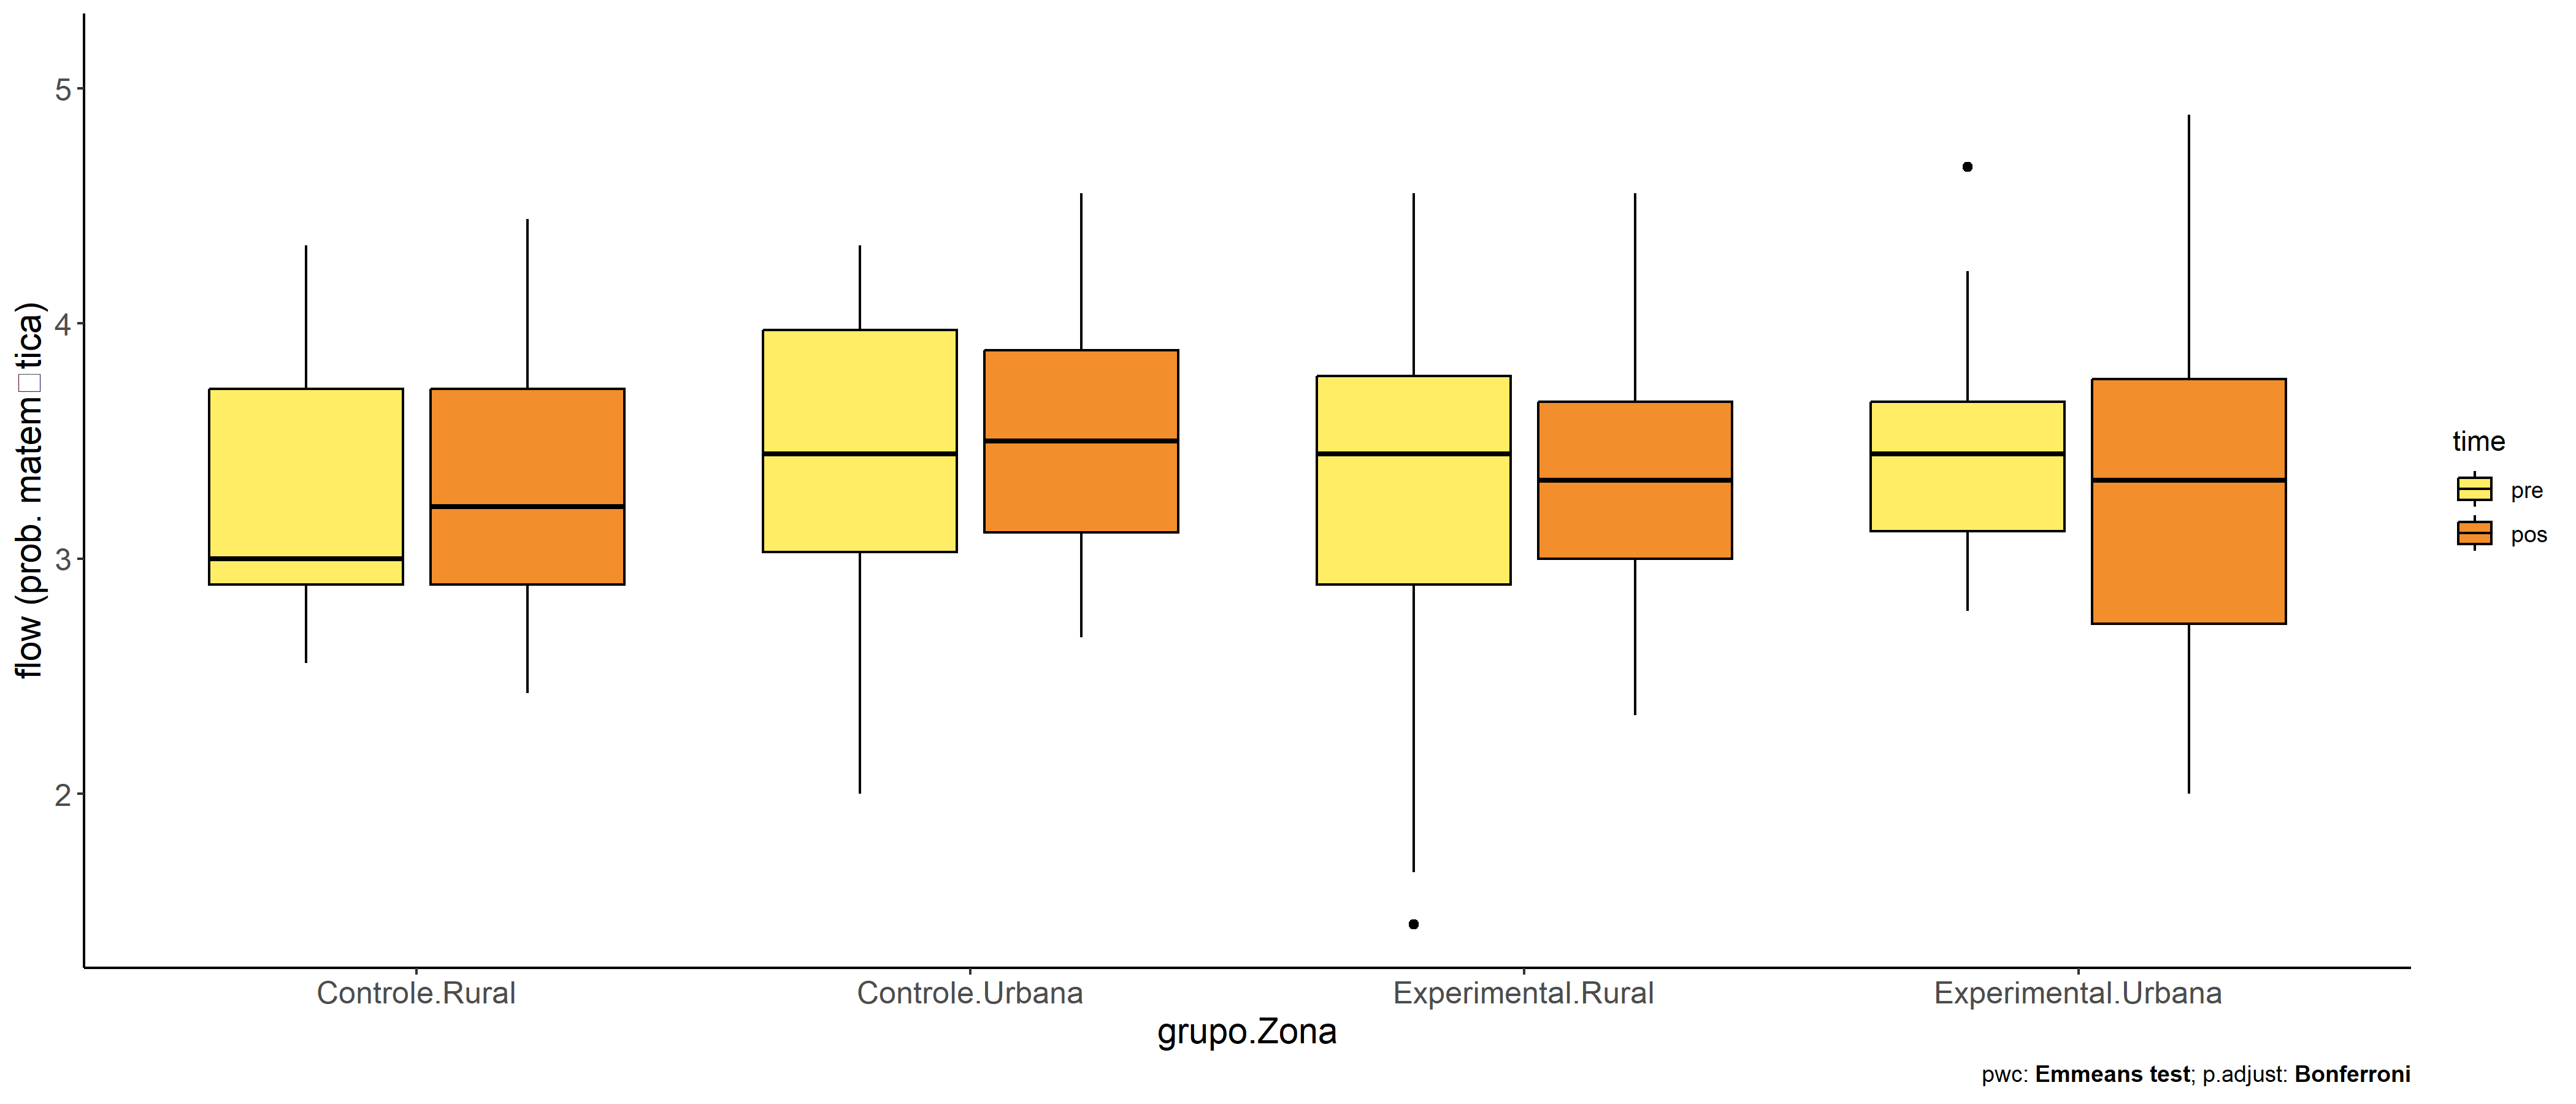 flow (prob. matem□tica)
5
4
3
2
Controle.Rural
Controle.Urbana
Experimental.Rural
Experimental.Urbana
grupo.Zona
time
pre
pos
pwc: Emmeans test; p.adjust: Bonferroni